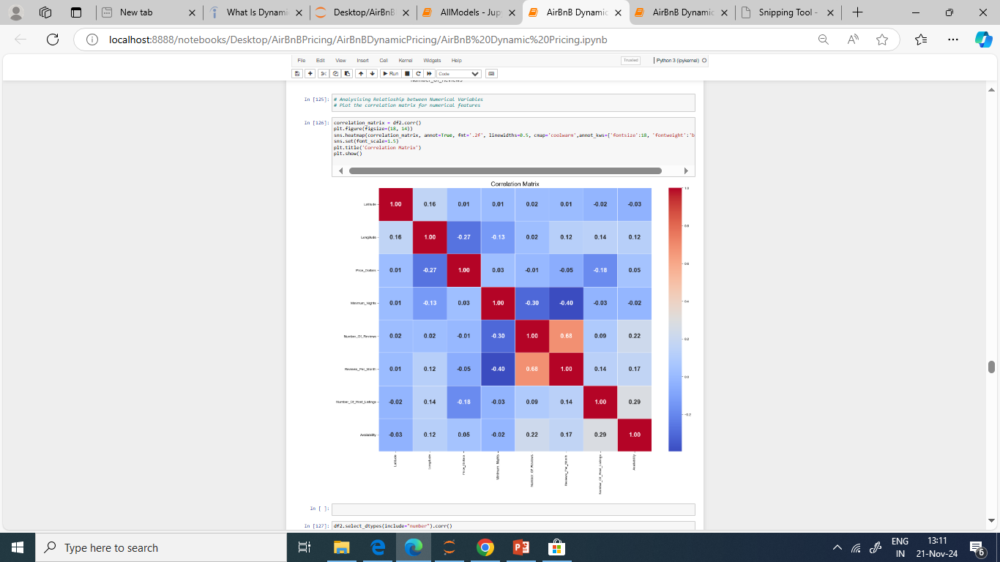 New tab
What Is Dynami
Desktop/AirBnB
AllModels - Jup
AirBnB Dynamic
AirBnB Dynamic
Snipping Tool -
localhost:8888/notebooks/Desktop/AirBnBPricing/AirBnBDynamicPricing/AirBnB%20Dynamic%20Pricing.ipynb
File Edit View Insert Cell Kernel Widgets Help Trusted Python 3 (ipykernel)
Run Code
Number_Of_Reviews
In [125]: # Analysising Relatioship between Numerical Variables
# Plot the correlation matrix for numerical features
In [126]: correlation_matrix = df2.corr()
plt.figure(figsize=(18, 14))
sns.heatmap(correlation_matrix, annot=True, fmt='.2f', linewidths=0.5, cmap='coolwarm',annot_kws={'fontsize':18, 'fontweight':'b
sns.set(font_scale=1.5)
plt.title('Correlation Matrix')
plt.show()
Correlation Matrix
Latitude 1.00 0.16 0.01 0.01 0.02 0.01 -0.02 -0.03
Longitude 0.16 1.00 -0.27 -0.13 0.02 0.12 0.14 0.12
Price_Dollars 0.01 -0.27 1.00 0.03 -0.01 -0.05 -0.18 0.05
Minimum_Nights 0.01 -0.13 0.03 1.00 -0.30 -0.40 -0.03 -0.02
Number_Of_Reviews 0.02 0.02 -0.01 -0.30 1.00 0.68 0.09 0.22
Reviews_Per_Month 0.01 0.12 -0.05 -0.40 0.68 1.00 0.14 0.17
Number_Of_Host_Listings -0.02 0.14 -0.18 -0.03 0.09 0.14 1.00 0.29
Availability -0.03 0.12 0.05 -0.02 0.22 0.17 0.29 1.00
Latitude
Longitude
Price_Dollars
Minimum_Nights
Number_Of_Reviews
Reviews_Per_Month
Number_Of_Host_Listings
Availability
1.0
0.8
0.6
0.4
0.2
0.0
-0.2
In [ ]:
In [127]: df2.select_dtypes(include="number").corr()
Type here to search
ENG
IN
13:11
21-Nov-24
6